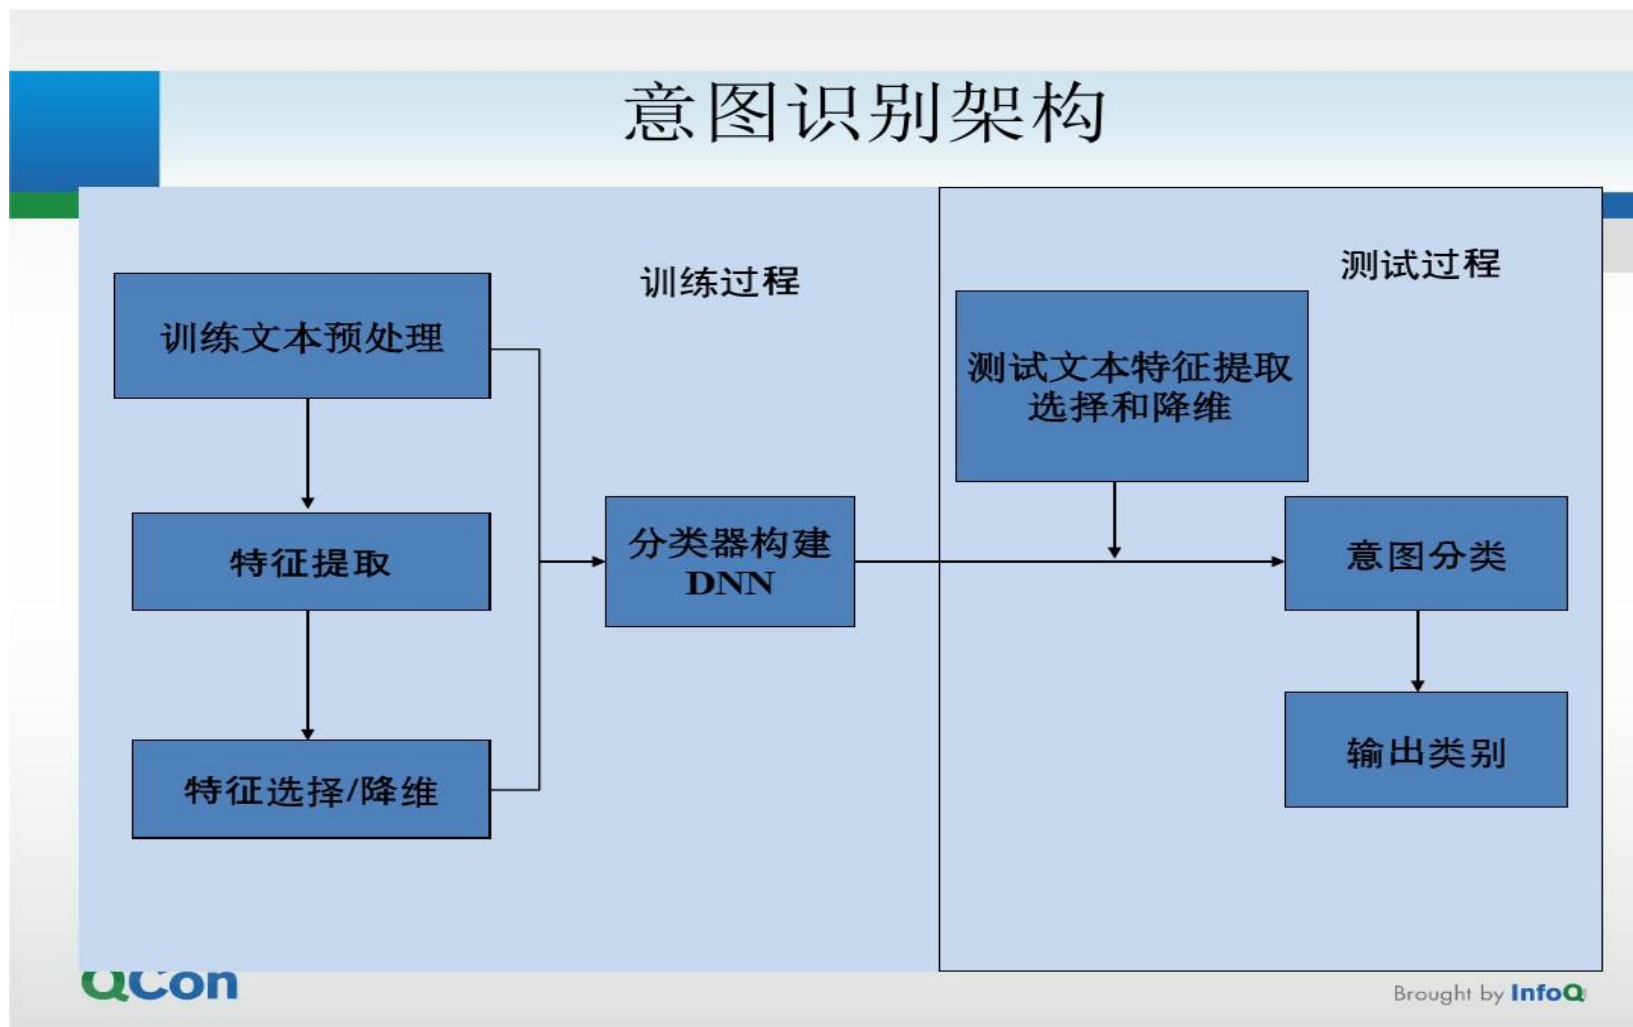 意图识别架构
训练过程
测试过程
训练文本预处理
特征提取
特征选择/降维
分类器构建
DNN
测试文本特征提取
选择和降维
意图分类
输出类别
QCon
Brought by InfoQ